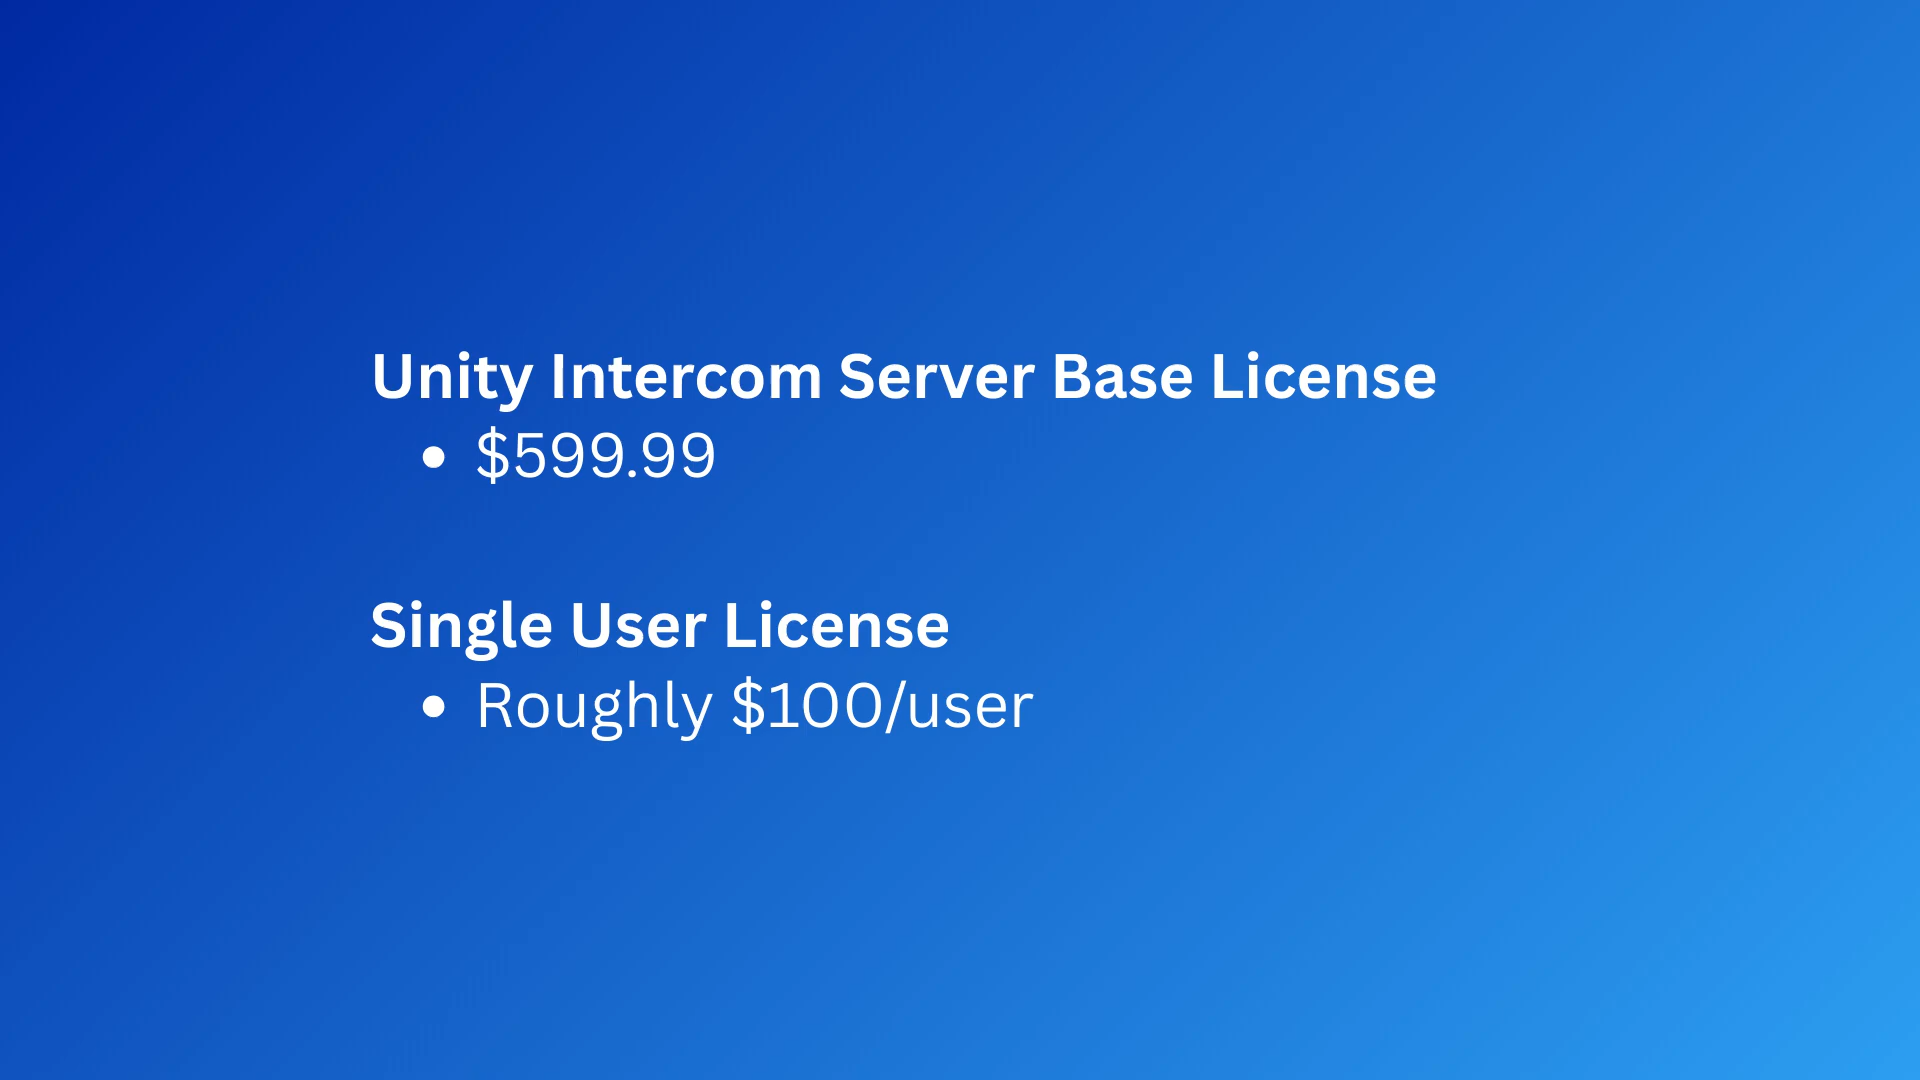 Unity Intercom Server Base License
• $599.99
Single User License
• Roughly $100/user